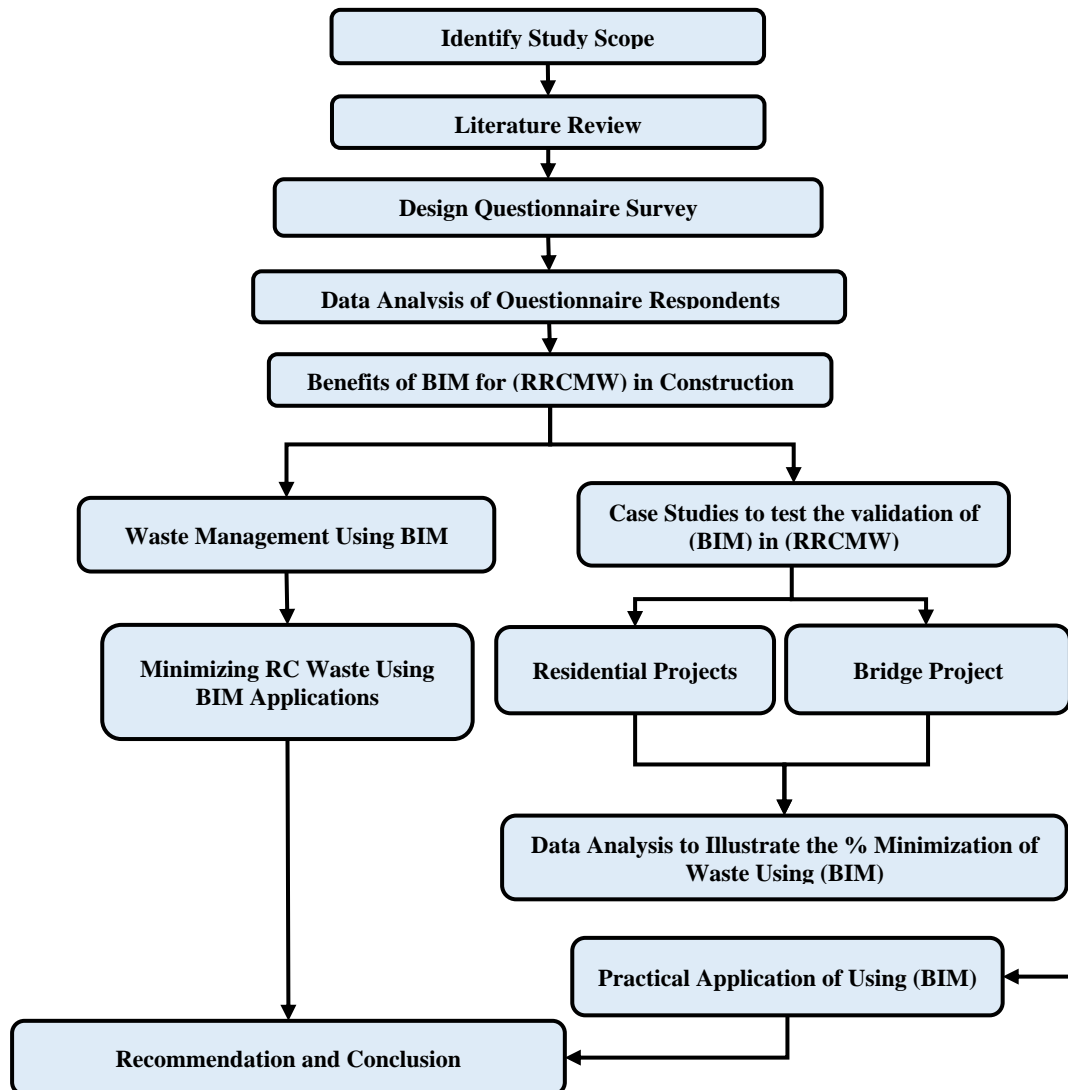 Identify Study Scope
Literature Review
Design Questionnaire Survey
Data Analysis of Questionnaire Respondents
Benefits of BIM for (RRCMW) in Construction
Waste Management Using BIM
Case Studies to test the validation of
(BIM) in (RRCMW)
Minimizing RC Waste Using
BIM Applications
Residential Projects
Bridge Project
Data Analysis to Illustrate the % Minimization of
Waste Using (BIM)
Practical Application of Using (BIM)
Recommendation and Conclusion